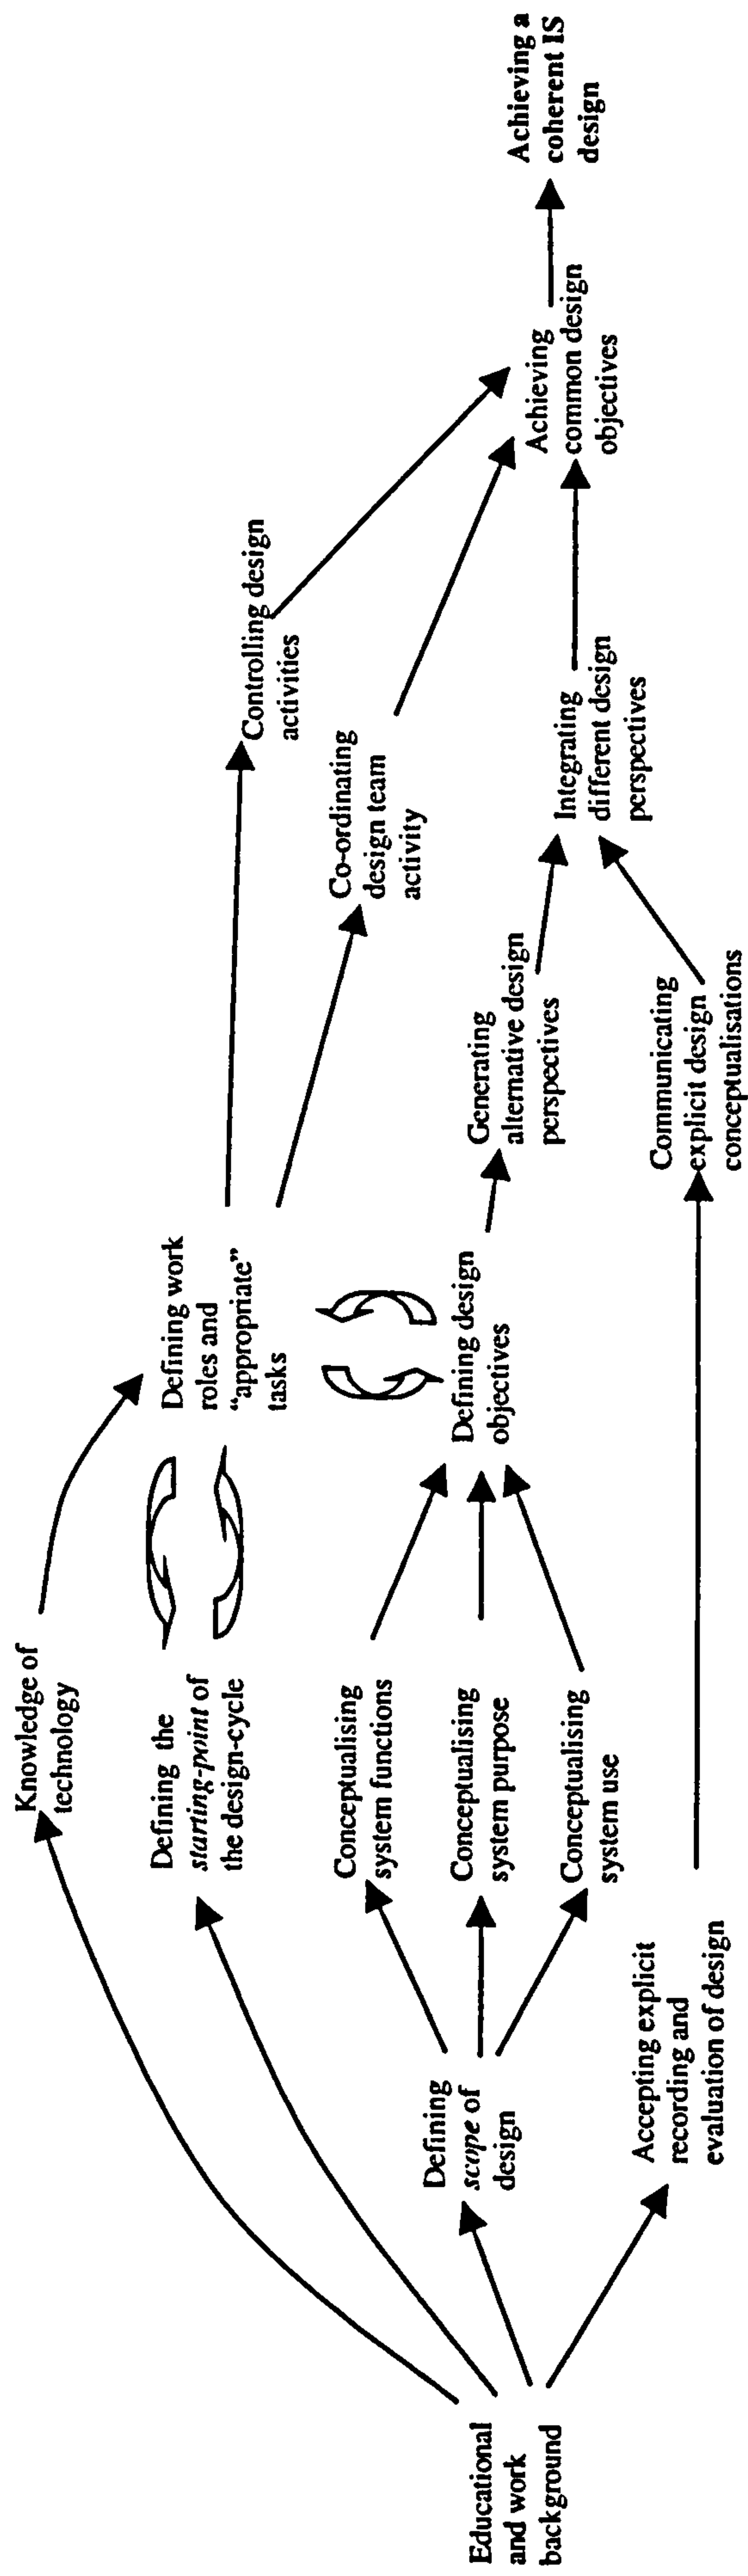 Educational
and work
background
Knowledge of
technology
Defining the
starting-point of
the design-cycle
Defining
scope of
design
Accepting explicit
recording and
evaluation of design
Conceptualising
system functions
Conceptualising
system purpose
Conceptualising
system use
Defining work
roles and
“appropriate”
tasks
Defining design
objectives
Generating
alternative design
perspectives
Communicating
explicit design
conceptualisations
Controlling design
activities
Co-ordinating
design team
activity
Integrating
different design
perspectives
Achieving
common design
objectives
Achieving a
coherent IS
design